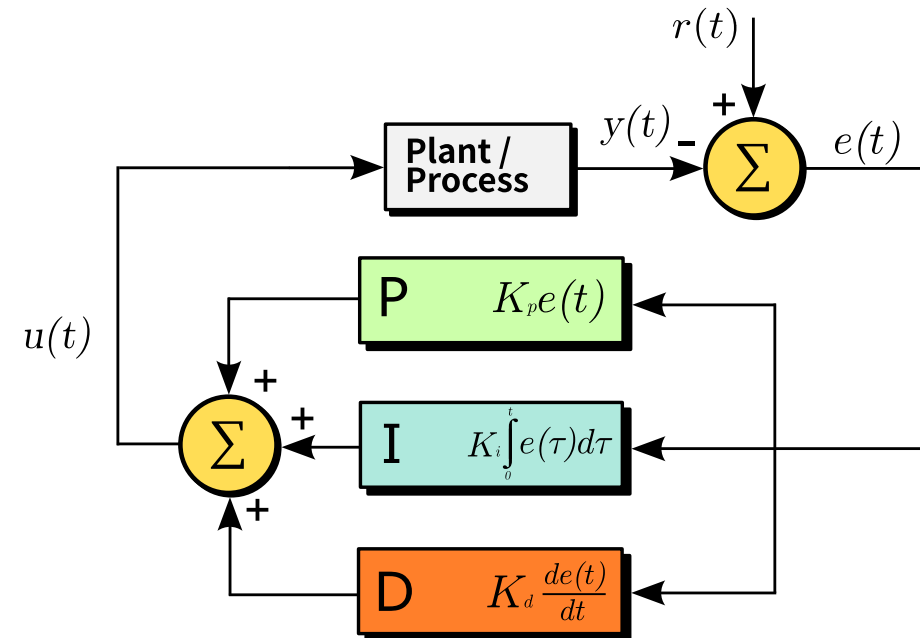 r(t)
+
Plant /
Process
y(t)
-
Σ
e(t)
P K_p e(t)
u(t)
+
+
Σ
I K_i ∫_0^t e(τ)dτ
+
D K_d de(t)/dt